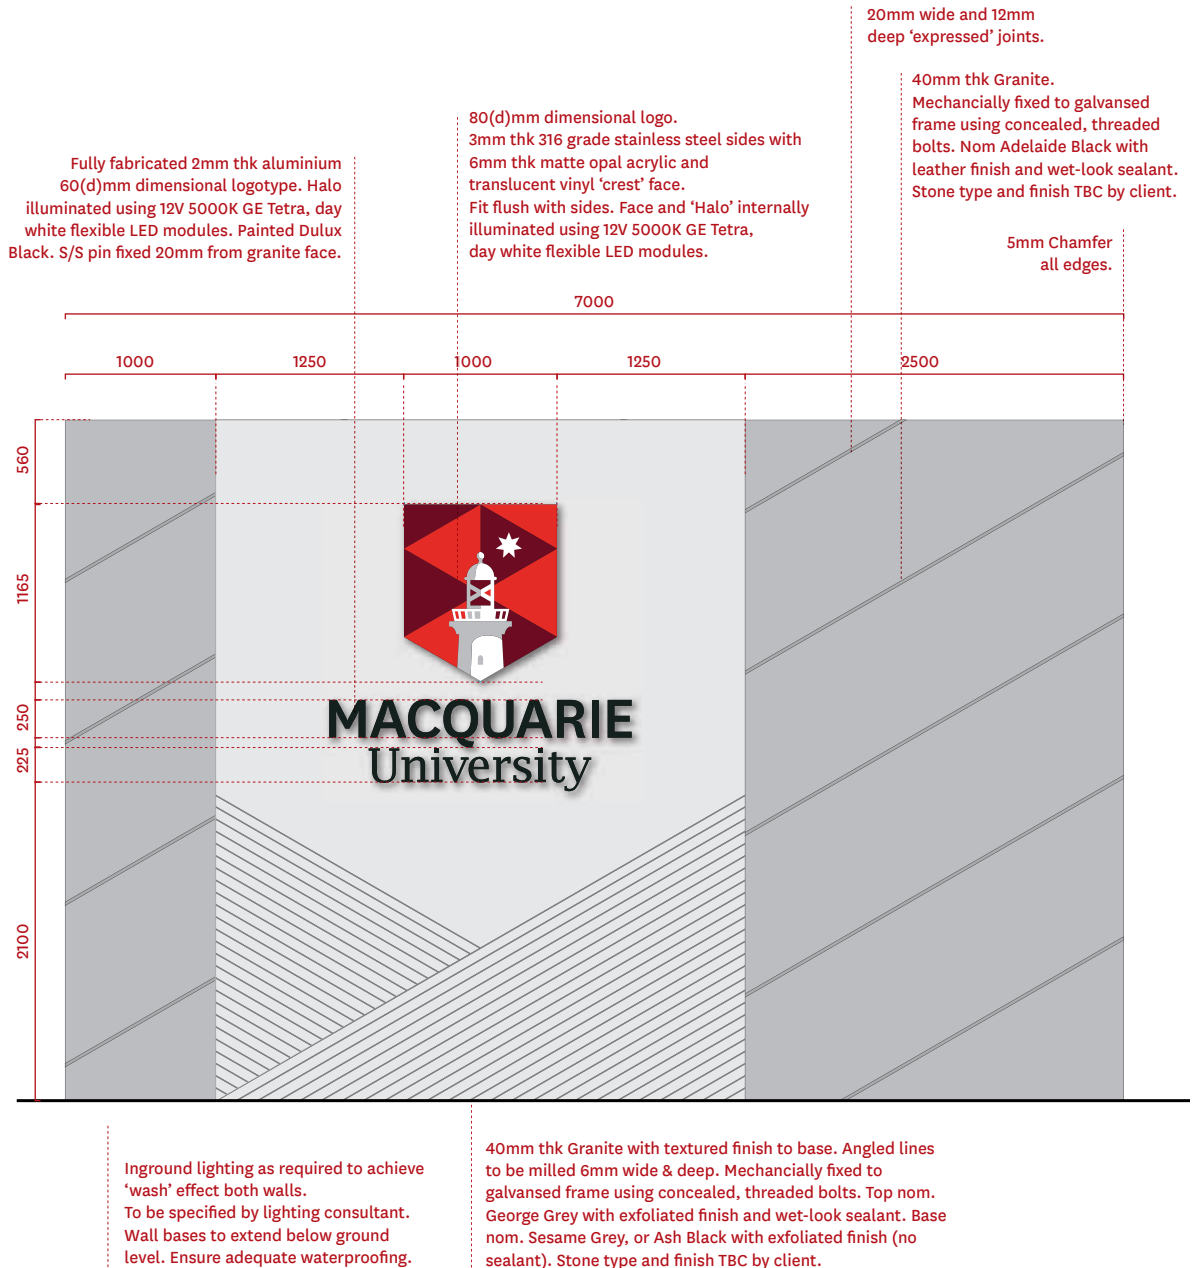 20mm wide and 12mm
deep ‘expressed’ joints.
40mm thk Granite.
Mechancially fixed to galvansed
frame using concealed, threaded
bolts. Nom Adelaide Black with
leather finish and wet-look sealant.
Stone type and finish TBC by client.
80(d)mm dimensional logo.
3mm thk 316 grade stainless steel sides with
6mm thk matte opal acrylic and
translucent vinyl ‘crest’ face.
Fit flush with sides. Face and ‘Halo’ internally
illuminated using 12V 5000K GE Tetra,
day white flexible LED modules.
Fully fabricated 2mm thk aluminium
60(d)mm dimensional logotype. Halo
illuminated using 12V 5000K GE Tetra, day
white flexible LED modules. Painted Dulux
Black. S/S pin fixed 20mm from granite face.
5mm Chamfer
all edges.
7000
1000
1250
1000
1250
2500
560
1165
250
225
2100
MACQUARIE
University
Inground lighting as required to achieve
‘wash’ effect both walls.
To be specified by lighting consultant.
Wall bases to extend below ground
level. Ensure adequate waterproofing.
40mm thk Granite with textured finish to base. Angled lines
to be milled 6mm wide & deep. Mechancially fixed to
galvansed frame using concealed, threaded bolts. Top nom.
George Grey with exfoliated finish and wet-look sealant. Base
nom. Sesame Grey, or Ash Black with exfoliated finish (no
sealant). Stone type and finish TBC by client.